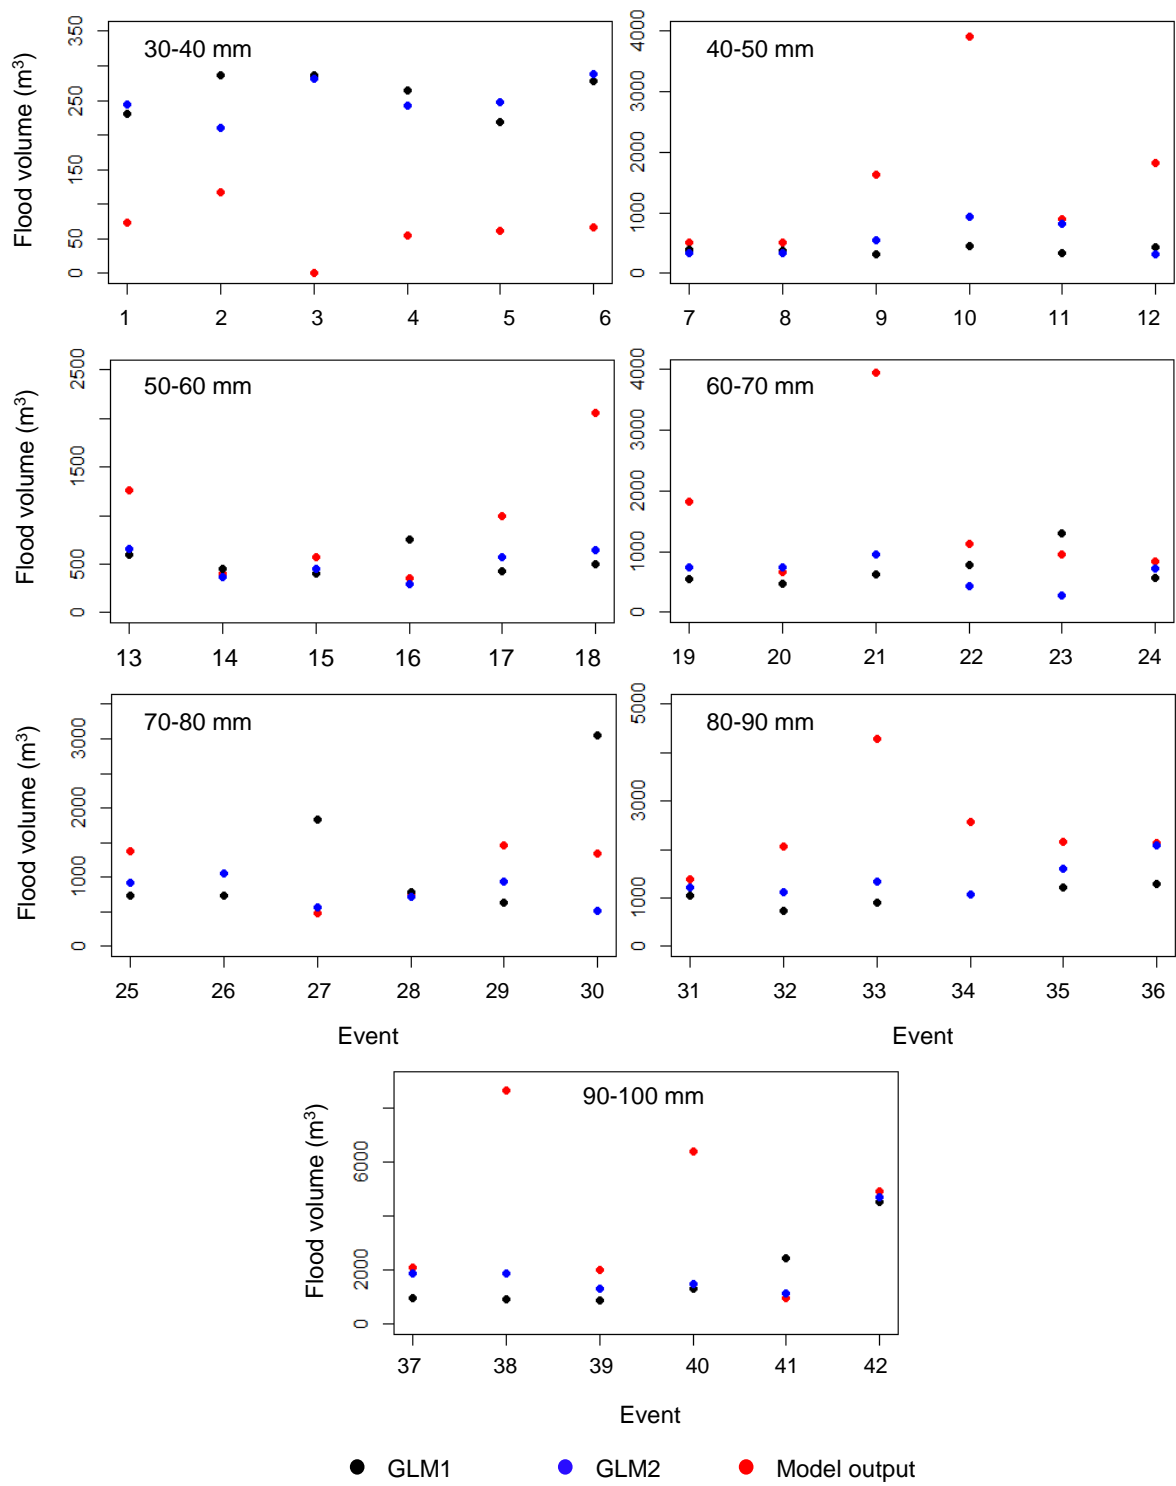 30-40 mm
Flood volume (m³)
0 50 150 250 350
1 2 3 4 5 6
40-50 mm
0 1000 2000 3000 4000
7 8 9 10 11 12
50-60 mm
Flood volume (m³)
0 500 1500 2500
13 14 15 16 17 18
60-70 mm
0 1000 2000 3000 4000
19 20 21 22 23 24
70-80 mm
Flood volume (m³)
0 1000 2000 3000
25 26 27 28 29 30
Event
80-90 mm
0 1000 3000 5000
31 32 33 34 35 36
Event
90-100 mm
Flood volume (m³)
0 2000 6000
37 38 39 40 41 42
Event
GLM1 GLM2 Model output